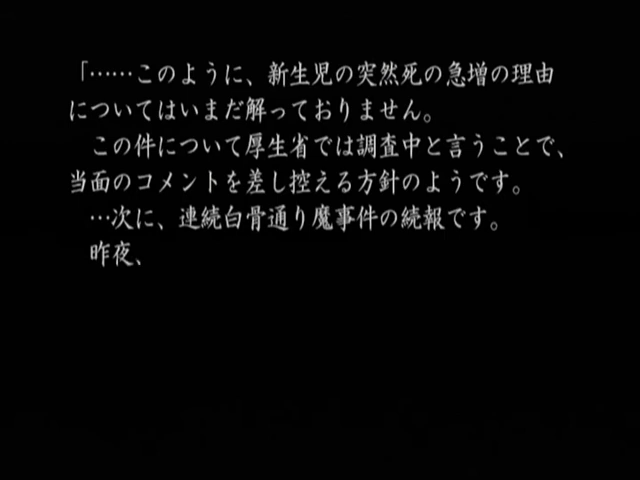 「……このように、新生児の突然死の急増の理由
についてはいまだ解っておりません。
この件について厚生省では調査中と言うことで、
当面のコメントを差し控える方針のようです。
…次に、連続白骨通り魔事件の続報です。
昨夜、